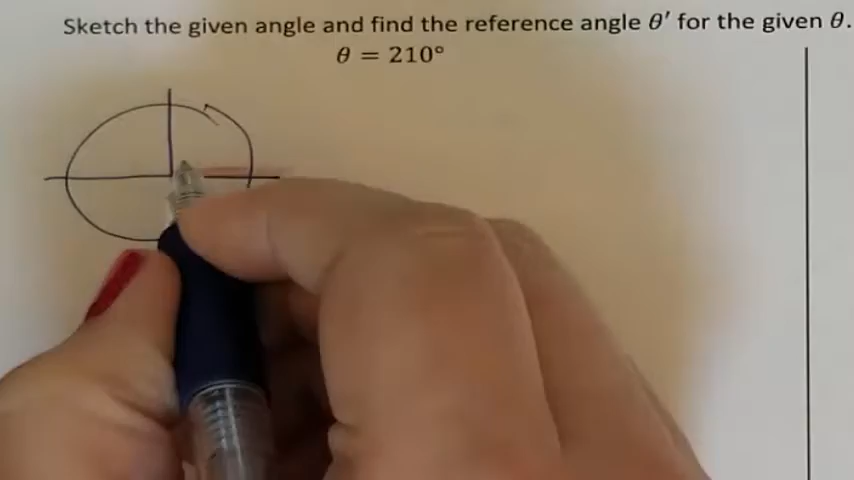 Sketch the given angle and find the reference angle θ′ for the given θ.
θ = 210°